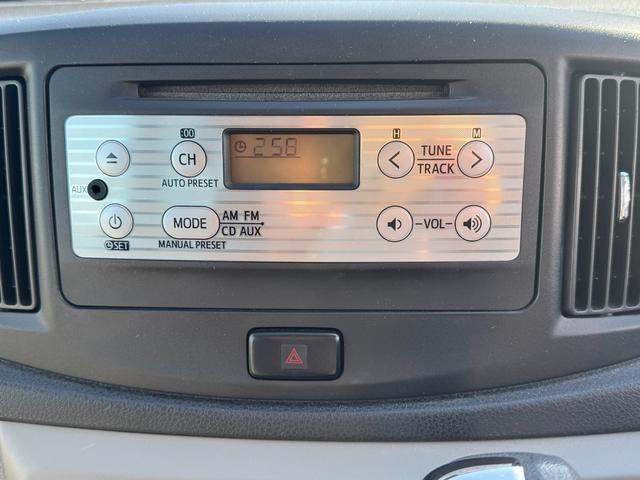 :00 H M
CH 2:58 < TUNE >
AUTO PRESET TRACK
AUX
MODE AM FM -VOL-
CD AUX
SET MANUAL PRESET